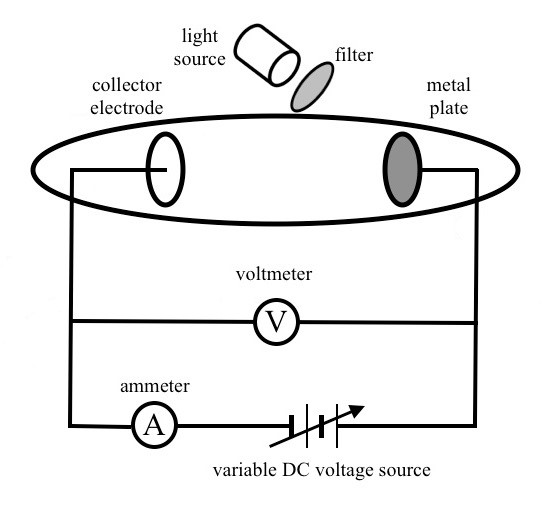 light
source
filter
collector
electrode
metal
plate
voltmeter
V
ammeter
A
variable DC voltage source